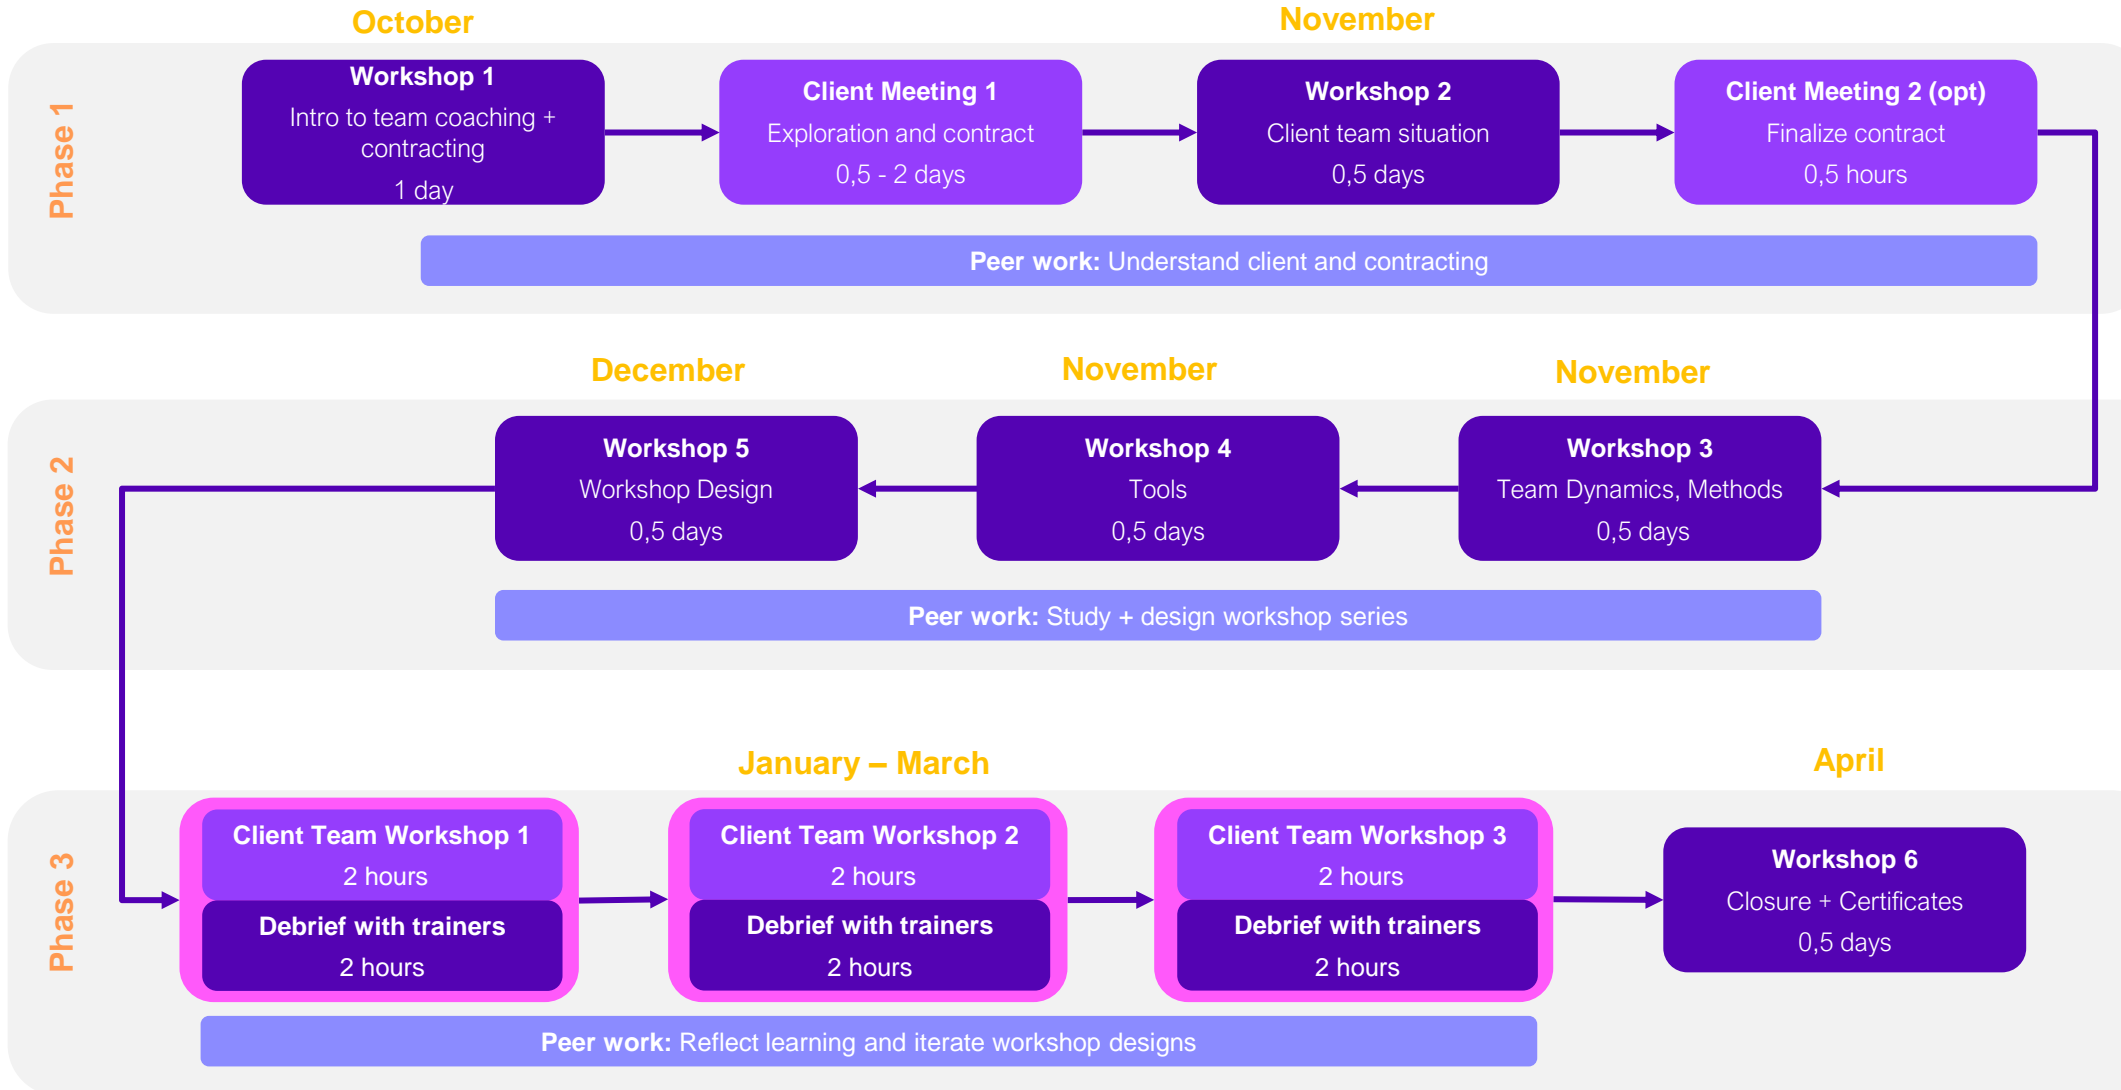 October
November
Phase 1
Workshop 1
Intro to team coaching +
contracting
1 day
Client Meeting 1
Exploration and contract
0,5 - 2 days
Workshop 2
Client team situation
0,5 days
Client Meeting 2 (opt)
Finalize contract
0,5 hours
Peer work: Understand client and contracting
December
November
November
Phase 2
Workshop 5
Workshop Design
0,5 days
Workshop 4
Tools
0,5 days
Workshop 3
Team Dynamics, Methods
0,5 days
Peer work: Study + design workshop series
January – March
April
Phase 3
Client Team Workshop 1
2 hours
Debrief with trainers
2 hours
Client Team Workshop 2
2 hours
Debrief with trainers
2 hours
Client Team Workshop 3
2 hours
Debrief with trainers
2 hours
Workshop 6
Closure + Certificates
0,5 days
Peer work: Reflect learning and iterate workshop designs